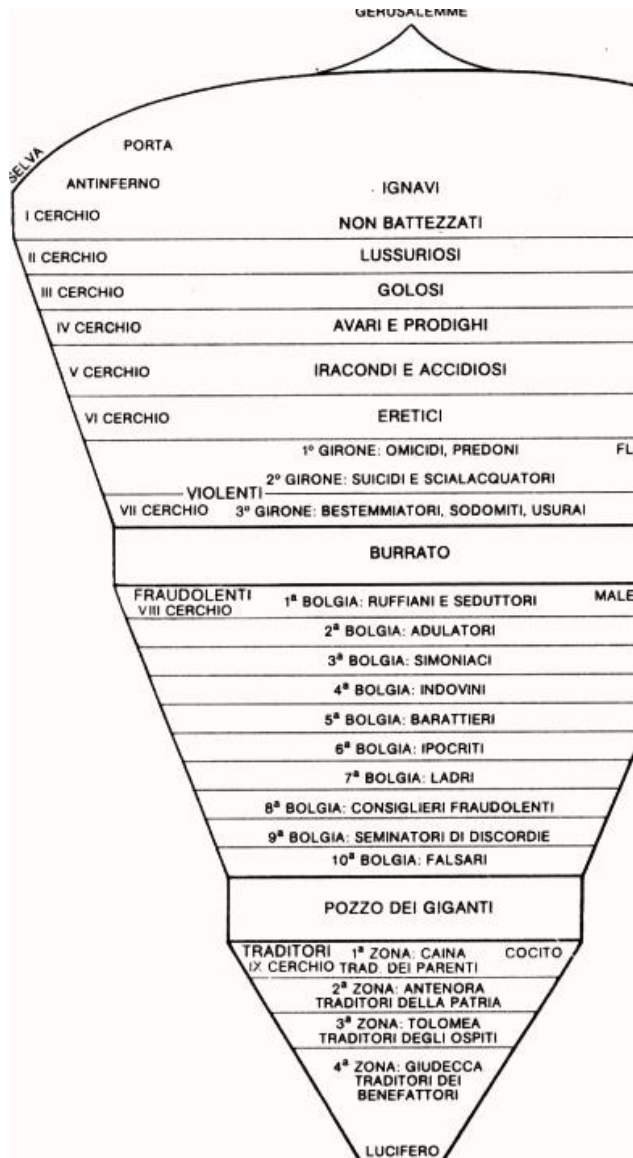 GERUSALEMME
SELVA
PORTA
ANTINFERNO
IGNAVI
I CERCHIO
NON BATTEZZATI
II CERCHIO
LUSSURIOSI
III CERCHIO
GOLOSI
IV CERCHIO
AVARI E PRODIGHI
V CERCHIO
IRACONDI E ACCIDIOSI
VI CERCHIO
ERETICI
1º GIRONE: OMICIDI, PREDONI
FL
2º GIRONE: SUICIDI E SCIALACQUATORI
VIOLENTI
VII CERCHIO
3º GIRONE: BESTEMMIATORI, SODOMITI, USURAI
BURRATO
FRAUDOLENTI
VIII CERCHIO
1ª BOLGIA: RUFFIANI E SEDUTTORI
MALE
2ª BOLGIA: ADULATORI
3ª BOLGIA: SIMONIACI
4ª BOLGIA: INDOVINI
5ª BOLGIA: BARATTIERI
6ª BOLGIA: IPOCRITI
7ª BOLGIA: LADRI
8ª BOLGIA: CONSIGLIERI FRAUDOLENTI
9ª BOLGIA: SEMINATORI DI DISCORDIE
10ª BOLGIA: FALSARI
POZZO DEI GIGANTI
TRADITORI
IX CERCHIO
1ª ZONA: CAINA
TRAD. DEI PARENTI
COCITO
2ª ZONA: ANTENORA
TRADITORI DELLA PATRIA
3ª ZONA: TOLOMEA
TRADITORI DEGLI OSPITI
4ª ZONA: GIUDECCA
TRADITORI DEI
BENEFATTORI
LUCIFERO